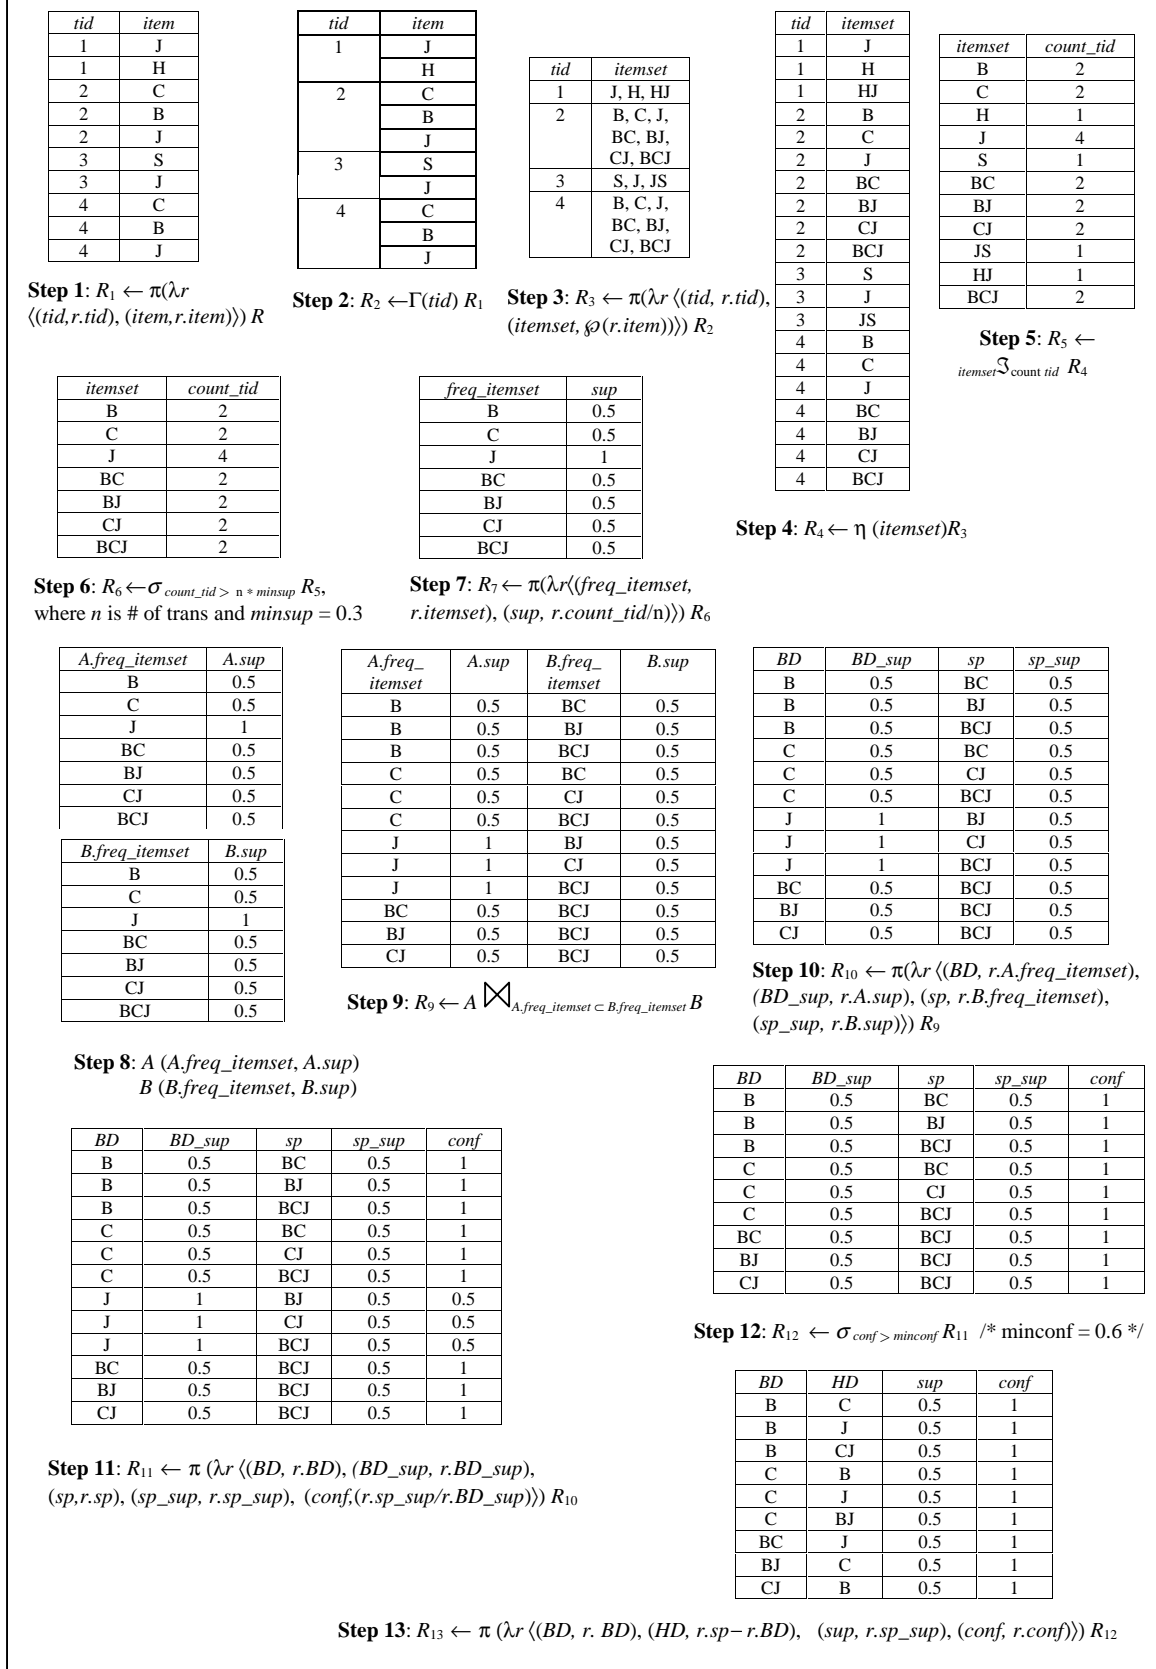 tid item
1 J
1 H
2 C
2 B
2 J
3 S
3 J
4 C
4 B
4 J
Step 1: R1 ← π(λr
⟨(tid,r.tid), (item,r.item)⟩) R
tid item
1 J
H
2 C
B
J
3 S
J
4 C
B
J
Step 2: R2 ←Γ(tid) R1
tid itemset
1 J, H, HJ
2 B, C, J,
BC, BJ,
CJ, BCJ
3 S, J, JS
4 B, C, J,
BC, BJ,
CJ, BCJ
Step 3: R3 ← π(λr ⟨(tid, r.tid),
(itemset, ℘(r.item))⟩) R2
tid itemset
1 J
1 H
1 HJ
2 B
2 C
2 J
2 BC
2 BJ
2 CJ
2 BCJ
3 S
3 J
3 JS
4 B
4 C
4 J
4 BC
4 BJ
4 CJ
4 BCJ
Step 4: R4 ← η (itemset)R3
itemset count_tid
B 2
C 2
H 1
J 4
S 1
BC 2
BJ 2
CJ 2
JS 1
HJ 1
BCJ 2
Step 5: R5 ←
itemsetℑcount tid R4
itemset count_tid
B 2
C 2
J 4
BC 2
BJ 2
CJ 2
BCJ 2
Step 6: R6←σ count_tid > n * minsup R5,
where n is # of trans and minsup = 0.3
freq_itemset sup
B 0.5
C 0.5
J 1
BC 0.5
BJ 0.5
CJ 0.5
BCJ 0.5
Step 7: R7 ← π(λr⟨(freq_itemset,
r.itemset), (sup, r.count_tid/n)⟩) R6
A.freq_itemset A.sup
B 0.5
C 0.5
J 1
BC 0.5
BJ 0.5
CJ 0.5
BCJ 0.5
B.freq_itemset B.sup
B 0.5
C 0.5
J 1
BC 0.5
BJ 0.5
CJ 0.5
BCJ 0.5
Step 8: A (A.freq_itemset, A.sup)
B (B.freq_itemset, B.sup)
A.freq_ A.sup B.freq_ B.sup
itemset itemset
B 0.5 BC 0.5
B 0.5 BJ 0.5
B 0.5 BCJ 0.5
C 0.5 BC 0.5
C 0.5 CJ 0.5
C 0.5 BCJ 0.5
J 1 BJ 0.5
J 1 CJ 0.5
J 1 BCJ 0.5
BC 0.5 BCJ 0.5
BJ 0.5 BCJ 0.5
CJ 0.5 BCJ 0.5
Step 9: R9 ← A ⋈A.freq_itemset ⊂ B.freq_itemset B
BD BD_sup sp sp_sup
B 0.5 BC 0.5
B 0.5 BJ 0.5
B 0.5 BCJ 0.5
C 0.5 BC 0.5
C 0.5 CJ 0.5
C 0.5 BCJ 0.5
J 1 BJ 0.5
J 1 CJ 0.5
J 1 BCJ 0.5
BC 0.5 BCJ 0.5
BJ 0.5 BCJ 0.5
CJ 0.5 BCJ 0.5
Step 10: R10 ← π(λr ⟨(BD, r.A.freq_itemset),
(BD_sup, r.A.sup), (sp, r.B.freq_itemset),
(sp_sup, r.B.sup)⟩) R9
BD BD_sup sp sp_sup conf
B 0.5 BC 0.5 1
B 0.5 BJ 0.5 1
B 0.5 BCJ 0.5 1
C 0.5 BC 0.5 1
C 0.5 CJ 0.5 1
C 0.5 BCJ 0.5 1
J 1 BJ 0.5 0.5
J 1 CJ 0.5 0.5
J 1 BCJ 0.5 0.5
BC 0.5 BCJ 0.5 1
BJ 0.5 BCJ 0.5 1
CJ 0.5 BCJ 0.5 1
Step 11: R11 ← π (λr ⟨(BD, r.BD), (BD_sup, r.BD_sup),
(sp,r.sp), (sp_sup, r.sp_sup), (conf,(r.sp_sup/r.BD_sup)⟩) R10
BD BD_sup sp sp_sup conf
B 0.5 BC 0.5 1
B 0.5 BJ 0.5 1
B 0.5 BCJ 0.5 1
C 0.5 BC 0.5 1
C 0.5 CJ 0.5 1
C 0.5 BCJ 0.5 1
BC 0.5 BCJ 0.5 1
BJ 0.5 BCJ 0.5 1
CJ 0.5 BCJ 0.5 1
Step 12: R12 ← σ conf > minconf R11 /* minconf = 0.6 */
BD HD sup conf
B C 0.5 1
B J 0.5 1
B CJ 0.5 1
C B 0.5 1
C J 0.5 1
C BJ 0.5 1
BC J 0.5 1
BJ C 0.5 1
CJ B 0.5 1
Step 13: R13 ← π (λr ⟨(BD, r. BD), (HD, r.sp− r.BD), (sup, r.sp_sup), (conf, r.conf)⟩) R12